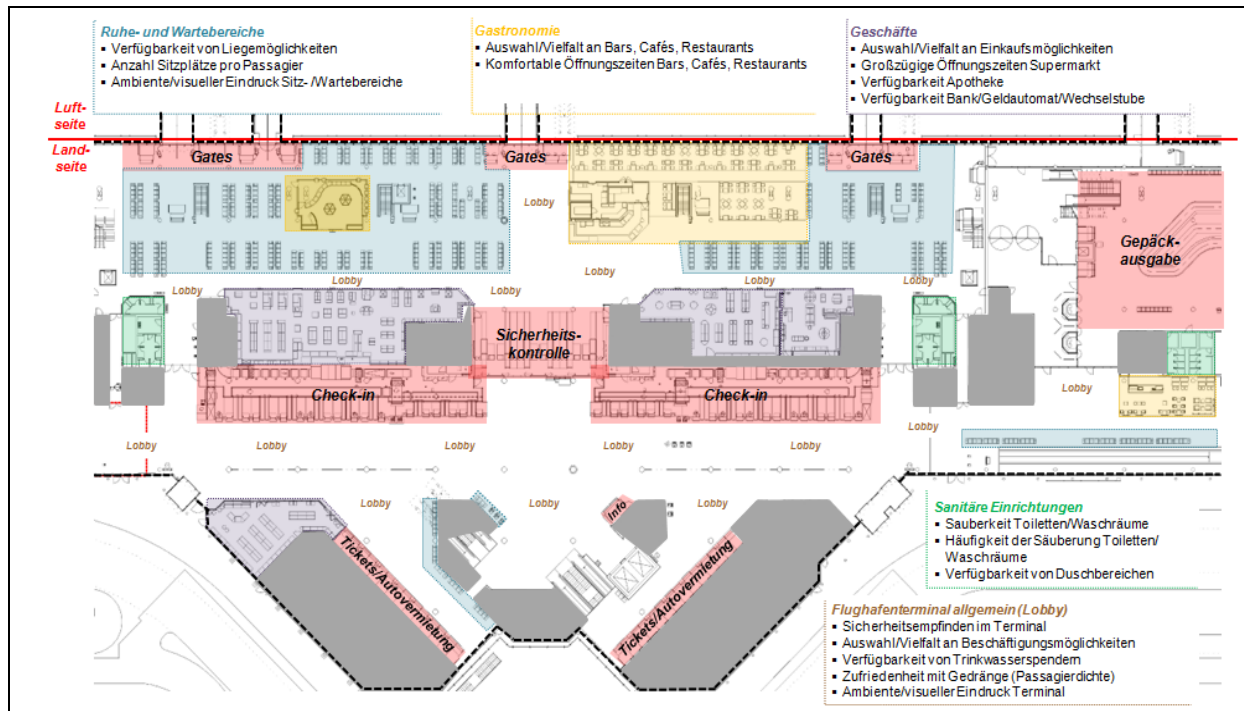 Ruhe- und Wartebereiche
▪ Verfügbarkeit von Liegemöglichkeiten
▪ Anzahl Sitzplätze pro Passagier
▪ Ambiente/visueller Eindruck Sitz- /Wartebereiche
Gastronomie
▪ Auswahl/Vielfalt an Bars, Cafés, Restaurants
▪ Komfortable Öffnungszeiten Bars, Cafés, Restaurants
Geschäfte
▪ Auswahl/Vielfalt an Einkaufsmöglichkeiten
▪ Großzügige Öffnungszeiten Supermarkt
▪ Verfügbarkeit Apotheke
▪ Verfügbarkeit Bank/Geldautomat/Wechselstube
Luft-
seite
Land-
seite
Gates
Gates
Gates
Lobby
Gepäck-
ausgabe
Lobby
Lobby
Lobby
Lobby
Lobby
Sicherheits-
kontrolle
Check-in
Check-in
Lobby
Lobby
Lobby
Lobby
Lobby
Lobby
Lobby
Lobby
Lobby
Lobby
Info
Tickets/Autovermietung
Tickets/Autovermietung
Sanitäre Einrichtungen
▪ Sauberkeit Toiletten/Waschräume
▪ Häufigkeit der Säuberung Toiletten/
Waschräume
▪ Verfügbarkeit von Duschbereichen
Flughafenterminal allgemein (Lobby)
▪ Sicherheitsempfinden im Terminal
▪ Auswahl/Vielfalt an Beschäftigungsmöglichkeiten
▪ Verfügbarkeit von Trinkwasserspendern
▪ Zufriedenheit mit Gedränge (Passagierdichte)
▪ Ambiente/visueller Eindruck Terminal